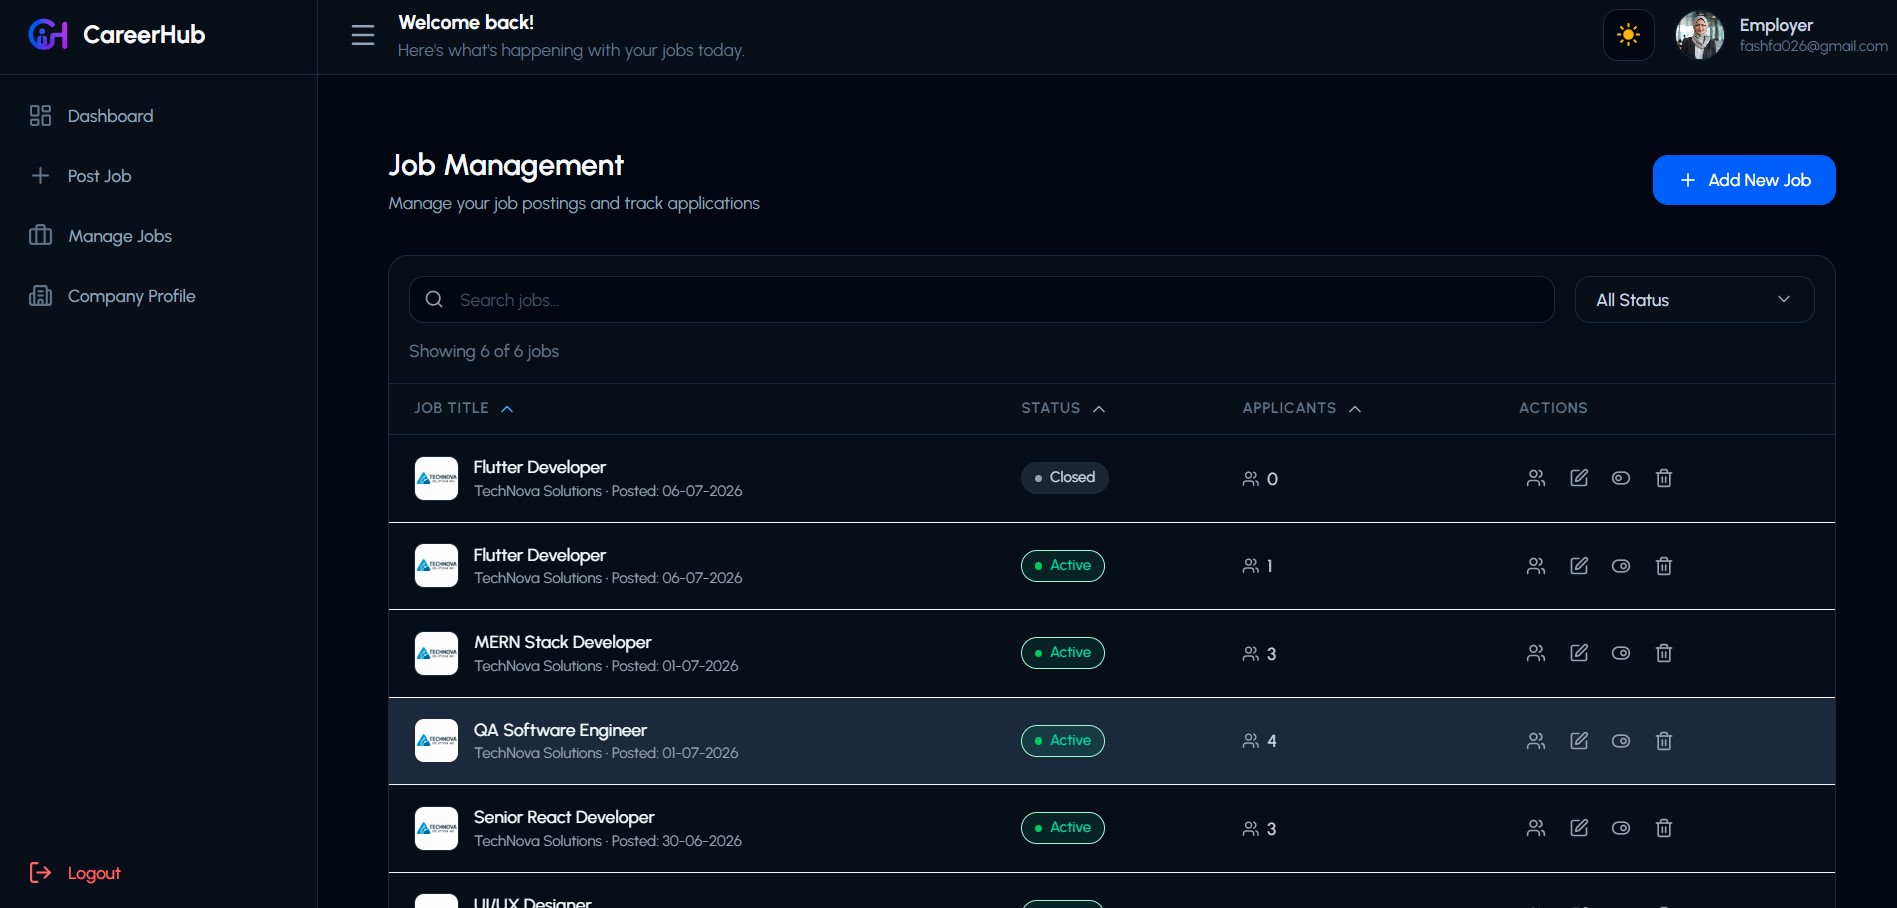 CareerHub
Welcome back!
Here's what's happening with your jobs today.
Employer
fashfa026@gmail.com
Dashboard
Post Job
Manage Jobs
Company Profile
Logout
Job Management
Manage your job postings and track applications
+ Add New Job
Search jobs...
All Status
Showing 6 of 6 jobs
JOB TITLE STATUS APPLICANTS ACTIONS
TECHNOVA
Flutter Developer
TechNova Solutions · Posted: 06-07-2026
Closed
0
TECHNOVA
Flutter Developer
TechNova Solutions · Posted: 06-07-2026
Active
1
TECHNOVA
MERN Stack Developer
TechNova Solutions · Posted: 01-07-2026
Active
3
TECHNOVA
QA Software Engineer
TechNova Solutions · Posted: 01-07-2026
Active
4
TECHNOVA
Senior React Developer
TechNova Solutions · Posted: 30-06-2026
Active
3
UI/UX Designer